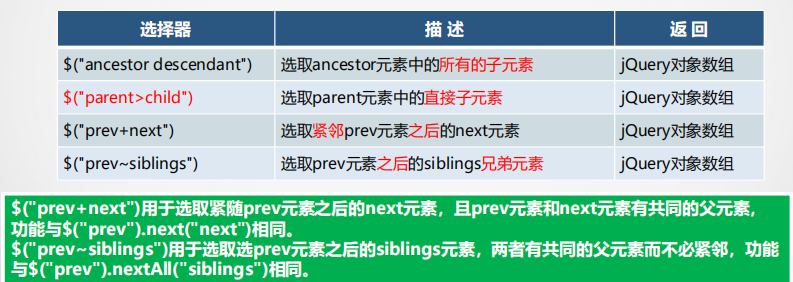 选择器 描 述 返 回
$("ancestor descendant") 选取ancestor元素中的所有的子元素 jQuery对象数组
$("parent>child") 选取parent元素中的直接子元素 jQuery对象数组
$("prev+next") 选取紧邻prev元素之后的next元素 jQuery对象数组
$("prev~siblings") 选取prev元素之后的siblings兄弟元素 jQuery对象数组
$("prev+next")用于选取紧随prev元素之后的next元素，且prev元素和next元素有共同的父元素，
功能与$("prev").next("next")相同。
$("prev~siblings")用于选取选prev元素之后的siblings元素，两者有共同的父元素而不必紧邻，功能
与$("prev").nextAll("siblings")相同。